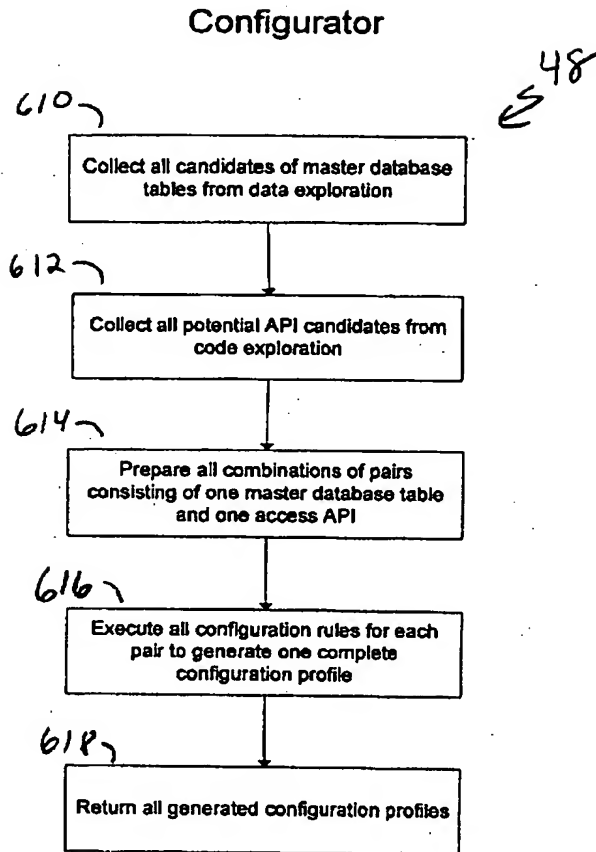 Configurator
48
610
Collect all candidates of master database
tables from data exploration
612
Collect all potential API candidates from
code exploration
614
Prepare all combinations of pairs
consisting of one master database table
and one access API
616
Execute all configuration rules for each
pair to generate one complete
configuration profile
618
Return all generated configuration profiles